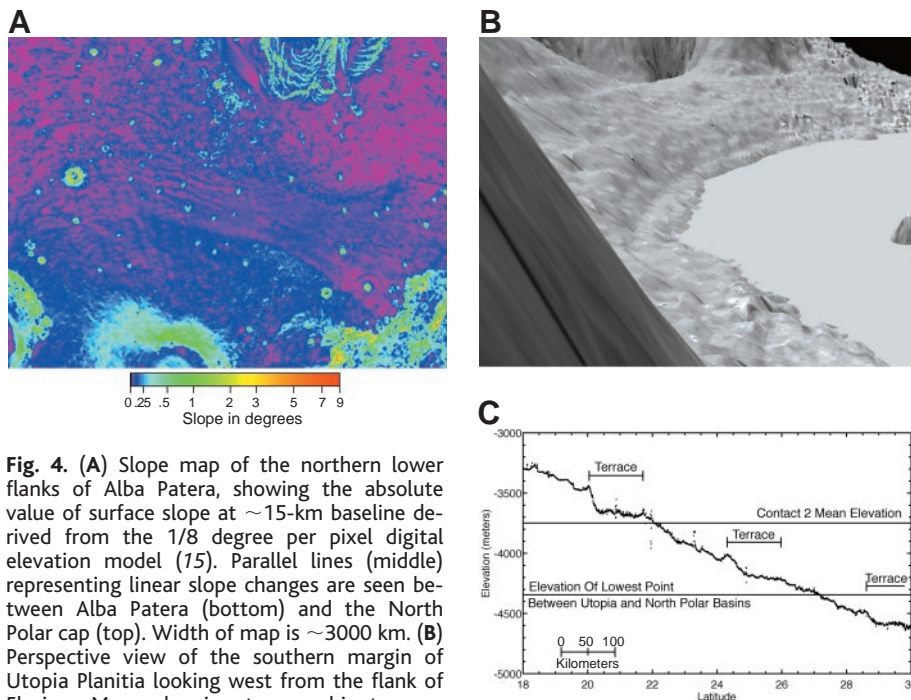 A
B
0 .25 .5 1 2 3 5 7 9
Slope in degrees
C
-3000
-3500
-4000
-4500
-5000
Elevation (meters)
Terrace
Contact 2 Mean Elevation
Terrace
Elevation Of Lowest Point
Between Utopia and North Polar Basins
Terrace
0 50 100
Kilometers
18 20 22 24 26 28
Latitude
Fig. 4. (A) Slope map of the northern lower
flanks of Alba Patera, showing the absolute
value of surface slope at ~15-km baseline de-
rived from the 1/8 degree per pixel digital
elevation model (15). Parallel lines (middle)
representing linear slope changes are seen be-
tween Alba Patera (bottom) and the North
Polar cap (top). Width of map is ~3000 km. (B)
Perspective view of the southern margin of
Utopia Planitia looking west from the flank of